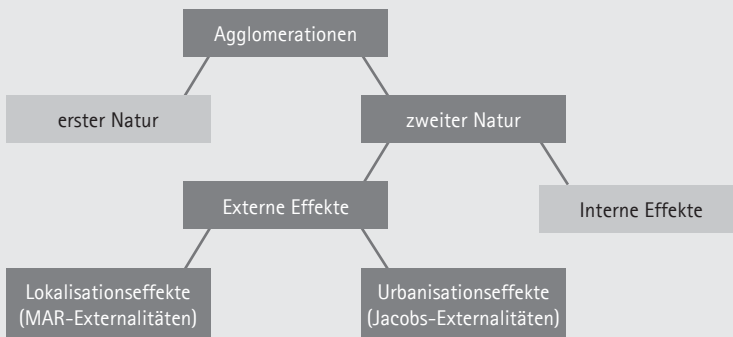 Agglomerationen
erster Natur
zweiter Natur
Externe Effekte
Interne Effekte
Lokalisationseffekte
(MAR-Externalitäten)
Urbanisationseffekte
(Jacobs-Externalitäten)